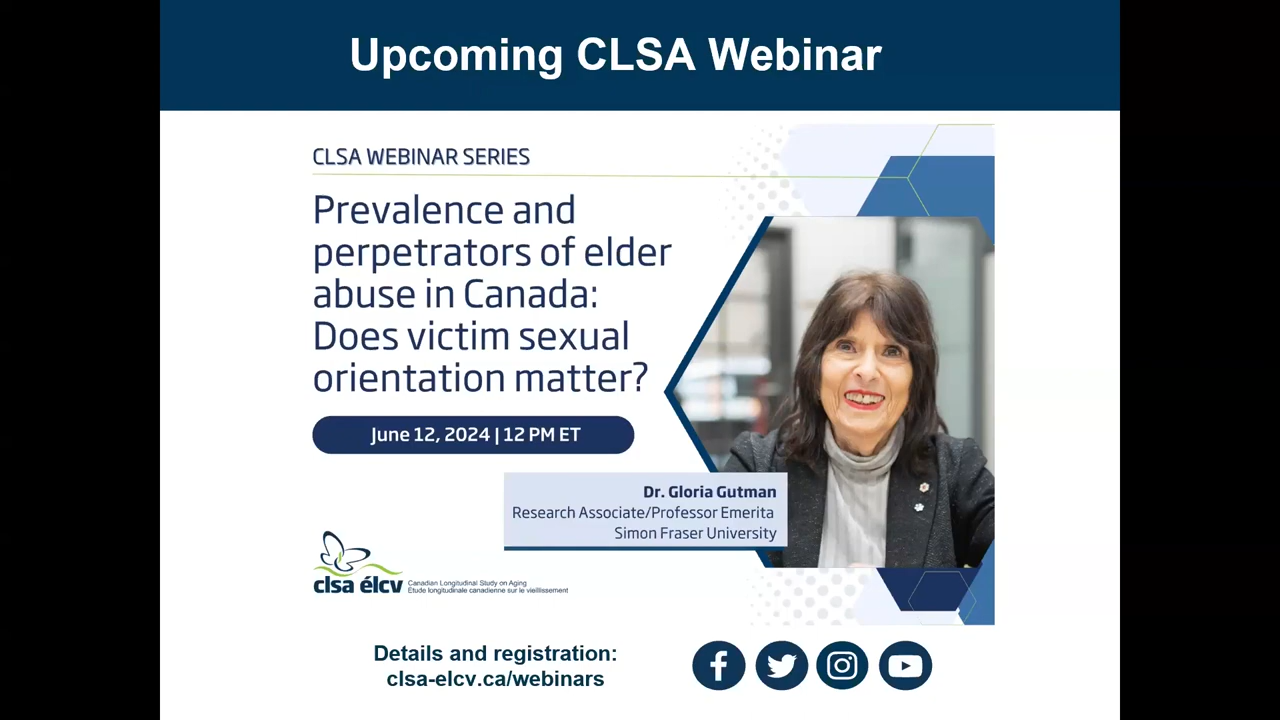 Upcoming CLSA Webinar
CLSA WEBINAR SERIES
Prevalence and
perpetrators of elder
abuse in Canada:
Does victim sexual
orientation matter?
June 12, 2024 | 12 PM ET
Dr. Gloria Gutman
Research Associate/Professor Emerita
Simon Fraser University
clsa élcv
Canadian Longitudinal Study on Aging
Étude longitudinale canadienne sur le vieillissement
Details and registration:
clsa-elcv.ca/webinars